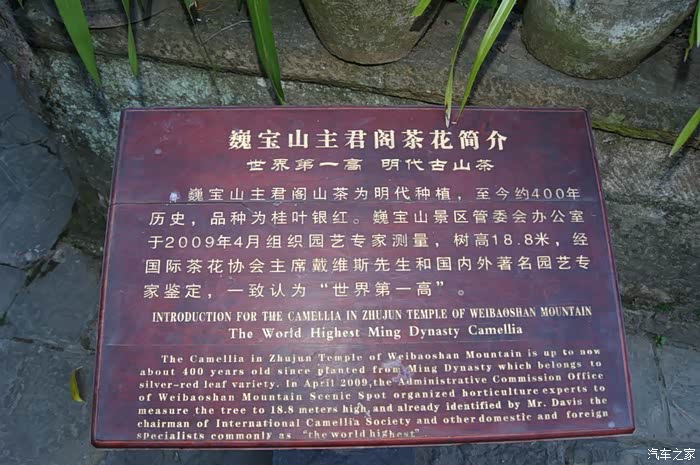 巍宝山主君阁茶花简介
世界第一高 明代古山茶
巍宝山主君阁山茶为明代种植，至今约400年
历史，品种为桂叶银红。巍宝山景区管委会办公室
于2009年4月组织园艺专家测量，树高18.8米，经
国际茶花协会主席戴维斯先生和国内外著名园艺专
家鉴定，一致认为“世界第一高”。
INTRODUCTION FOR THE CAMELLIA IN ZHUJUN TEMPLE OF WEIBAOSHAN MOUNTAIN
The World Highest Ming Dynasty Camellia
The Camellia in Zhujun Temple of Weibaoshan Mountain is up to now
about 400 years old since planted from Ming Dynasty which belongs to
silver-red leaf variety. In April 2009,the Administrative Commission Office
of Weibaoshan Mountain Scenic Spot organized horticulture experts to
measure the tree to 18.8 meters high and already identified by Mr. Davis the
chairman of International Camellia Society and other domestic and foreign
specialists commonly as "the world highest".
汽车之家